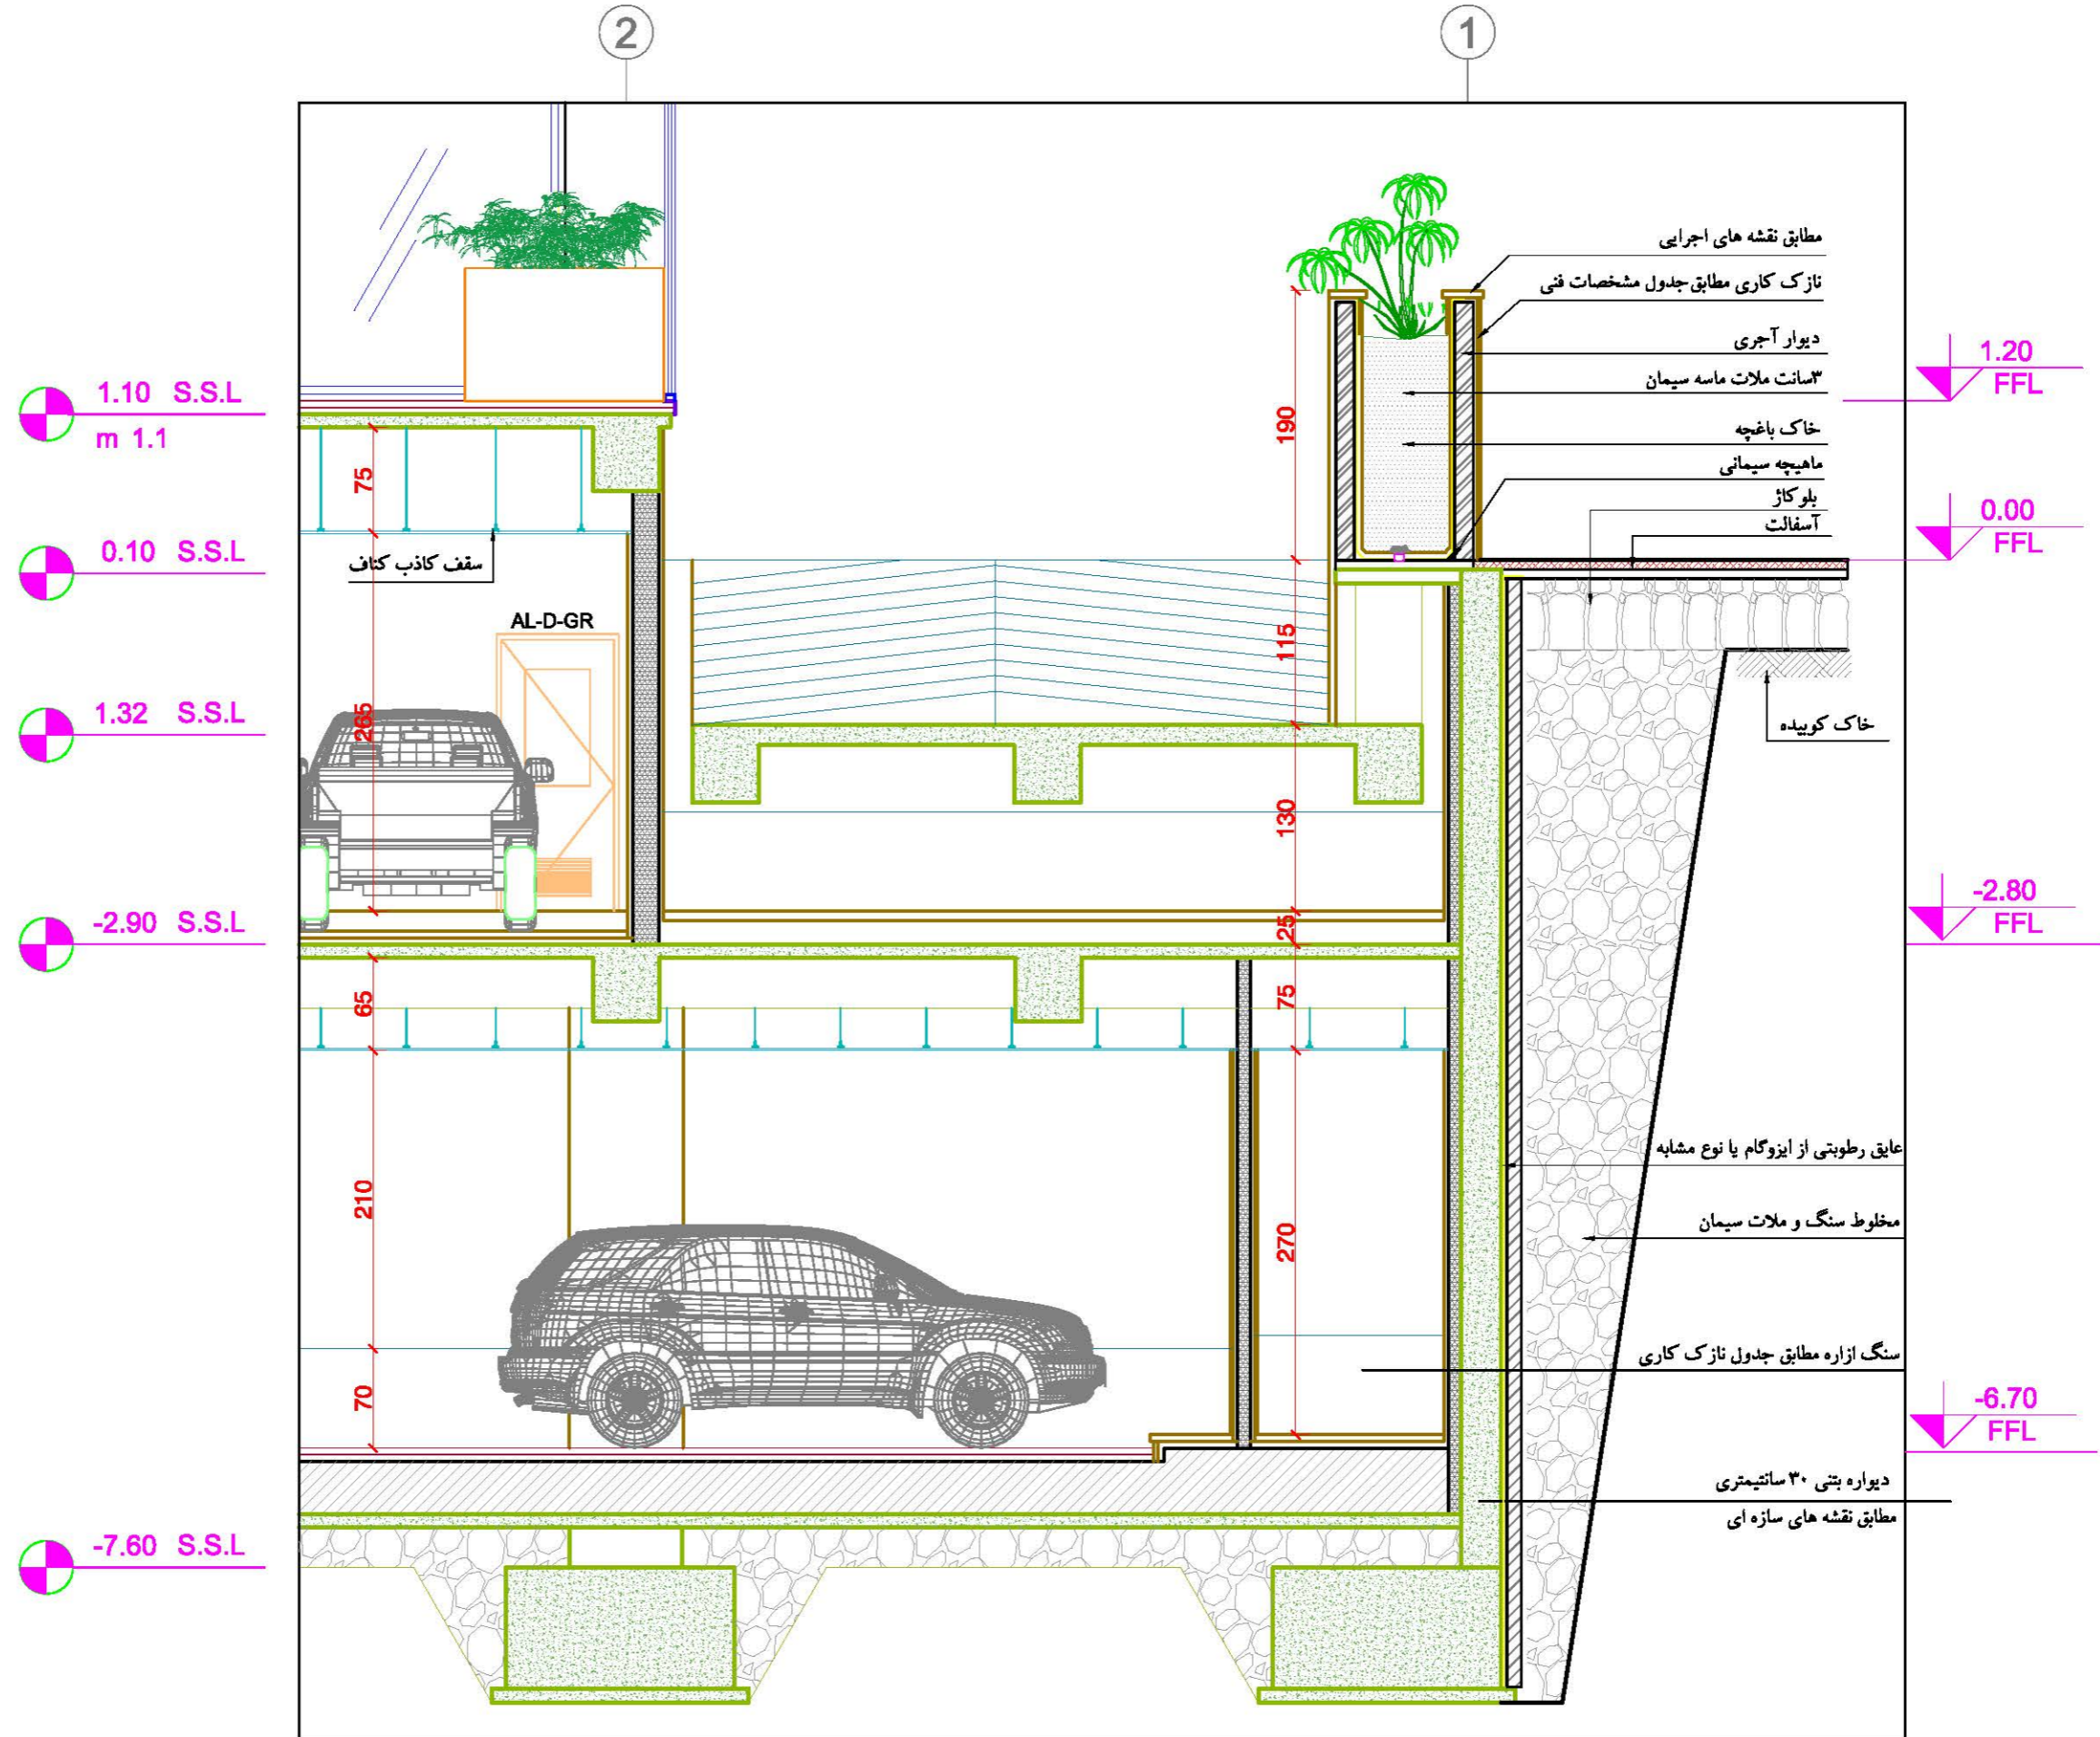 2
1
مطابق نقشه های اجرایی
نازک کاری مطابق جدول مشخصات فنی
دیوار آجری
۳سانت ملات ماسه سیمان
خاک باغچه
ماهیچه سیمانی
بلوکاژ
آسفالت
1.20
FFL
0.00
FFL
1.10 S.S.L
m 1.1
0.10 S.S.L
1.32 S.S.L
-2.90 S.S.L
-7.60 S.S.L
75
265
65
210
70
190
115
130
25
75
270
سقف کاذب کناف
AL-D-GR
خاک کوبیده
-2.80
FFL
عایق رطوبتی از ایزوگام یا نوع مشابه
مخلوط سنگ و ملات سیمان
سنگ ازاره مطابق جدول نازک کاری
-6.70
FFL
دیواره بتنی ۳۰ سانتیمتری
مطابق نقشه های سازه ای